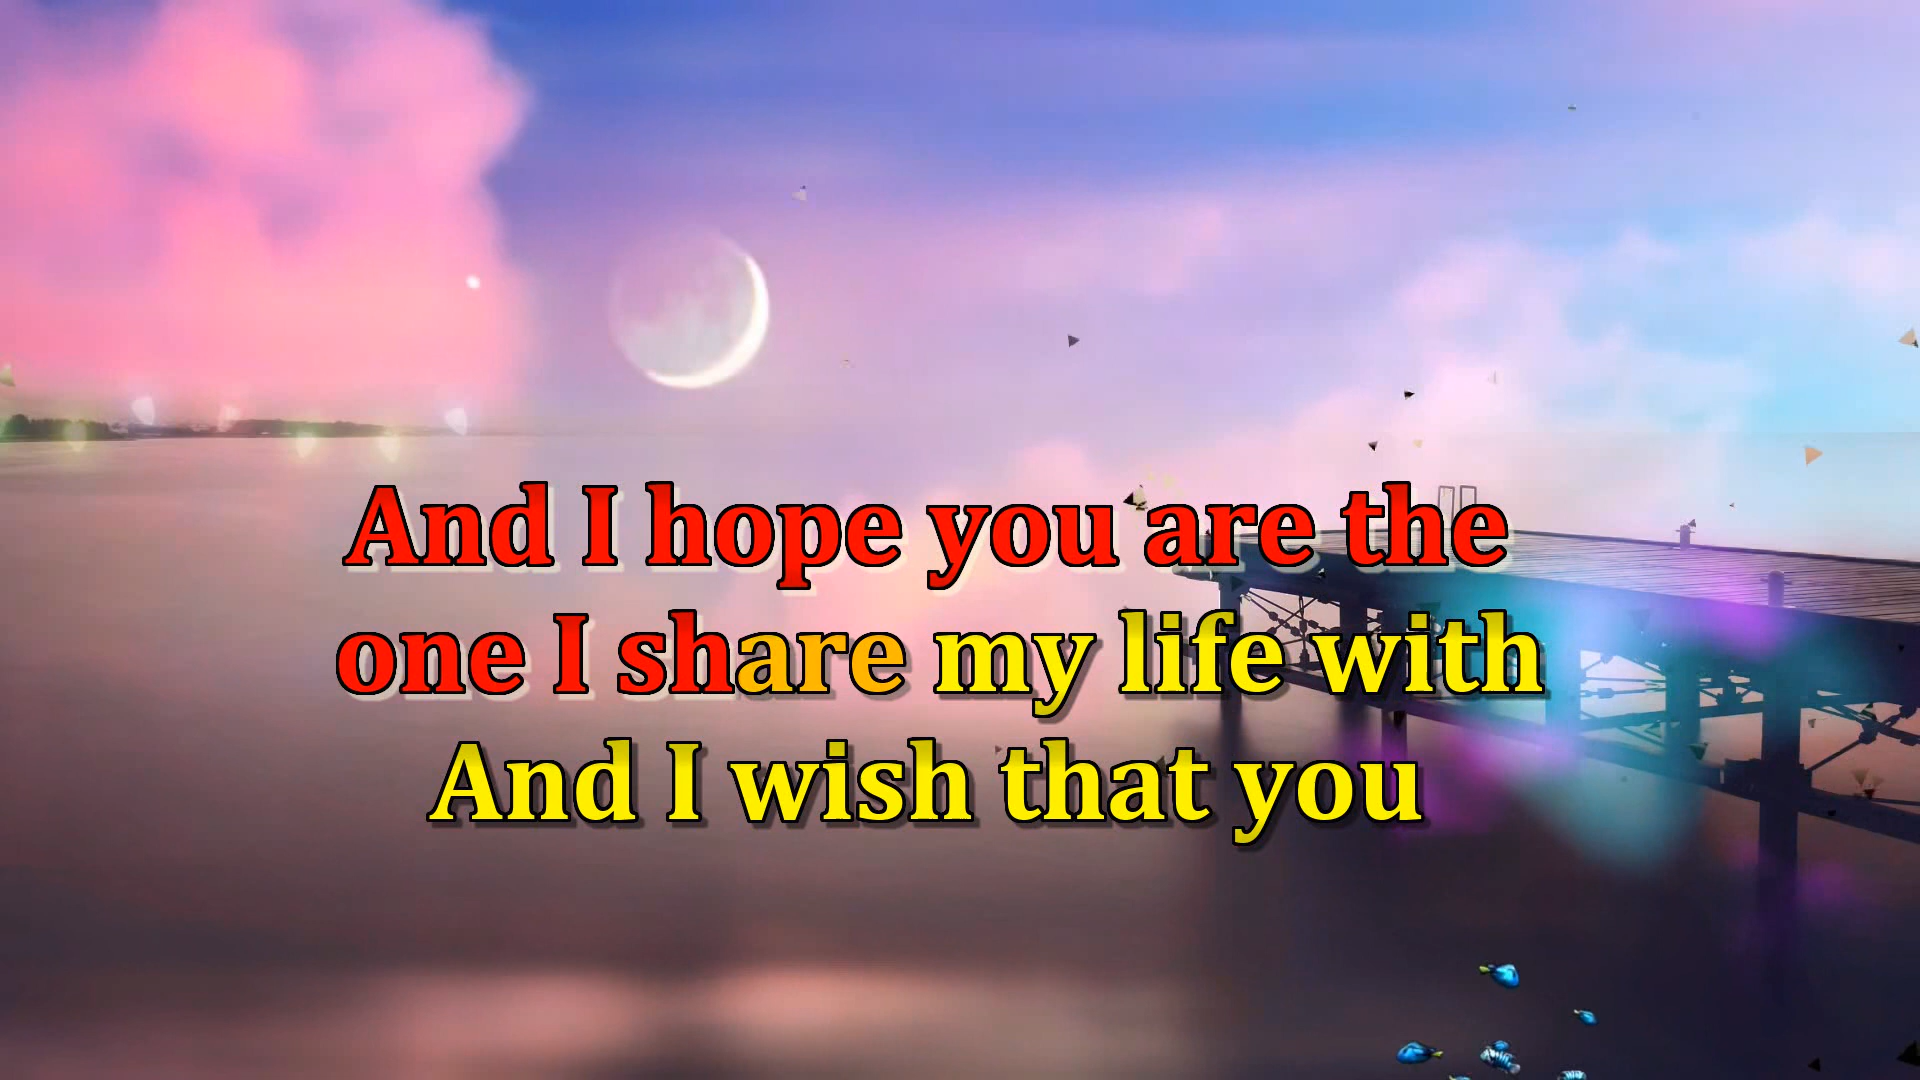 And I hope you are the
one I share my life with
And I wish that you